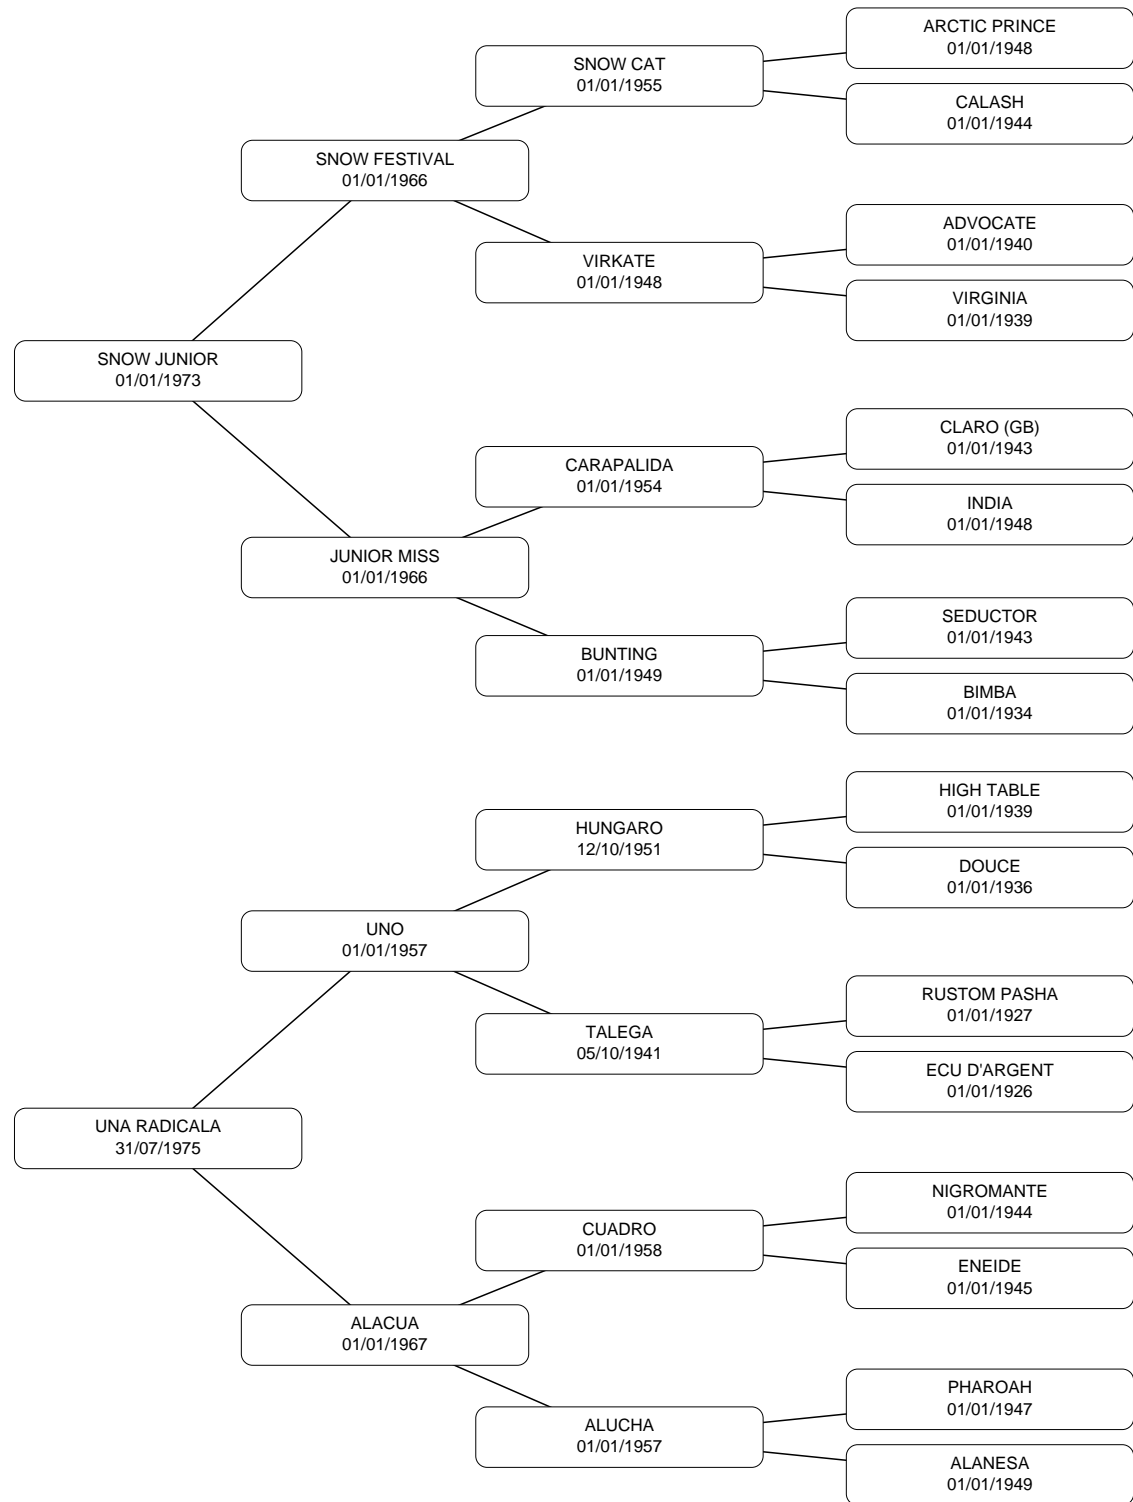 ARCTIC PRINCE
01/01/1948
SNOW CAT
01/01/1955
CALASH
01/01/1944
SNOW FESTIVAL
01/01/1966
ADVOCATE
01/01/1940
VIRKATE
01/01/1948
VIRGINIA
01/01/1939
SNOW JUNIOR
01/01/1973
CLARO (GB)
01/01/1943
CARAPALIDA
01/01/1954
INDIA
01/01/1948
JUNIOR MISS
01/01/1966
SEDUCTOR
01/01/1943
BUNTING
01/01/1949
BIMBA
01/01/1934
HIGH TABLE
01/01/1939
HUNGARO
12/10/1951
DOUCE
01/01/1936
UNO
01/01/1957
RUSTOM PASHA
01/01/1927
TALEGA
05/10/1941
ECU D'ARGENT
01/01/1926
UNA RADICALA
31/07/1975
NIGROMANTE
01/01/1944
CUADRO
01/01/1958
ENEIDE
01/01/1945
ALACUA
01/01/1967
PHAROAH
01/01/1947
ALUCHA
01/01/1957
ALANESA
01/01/1949